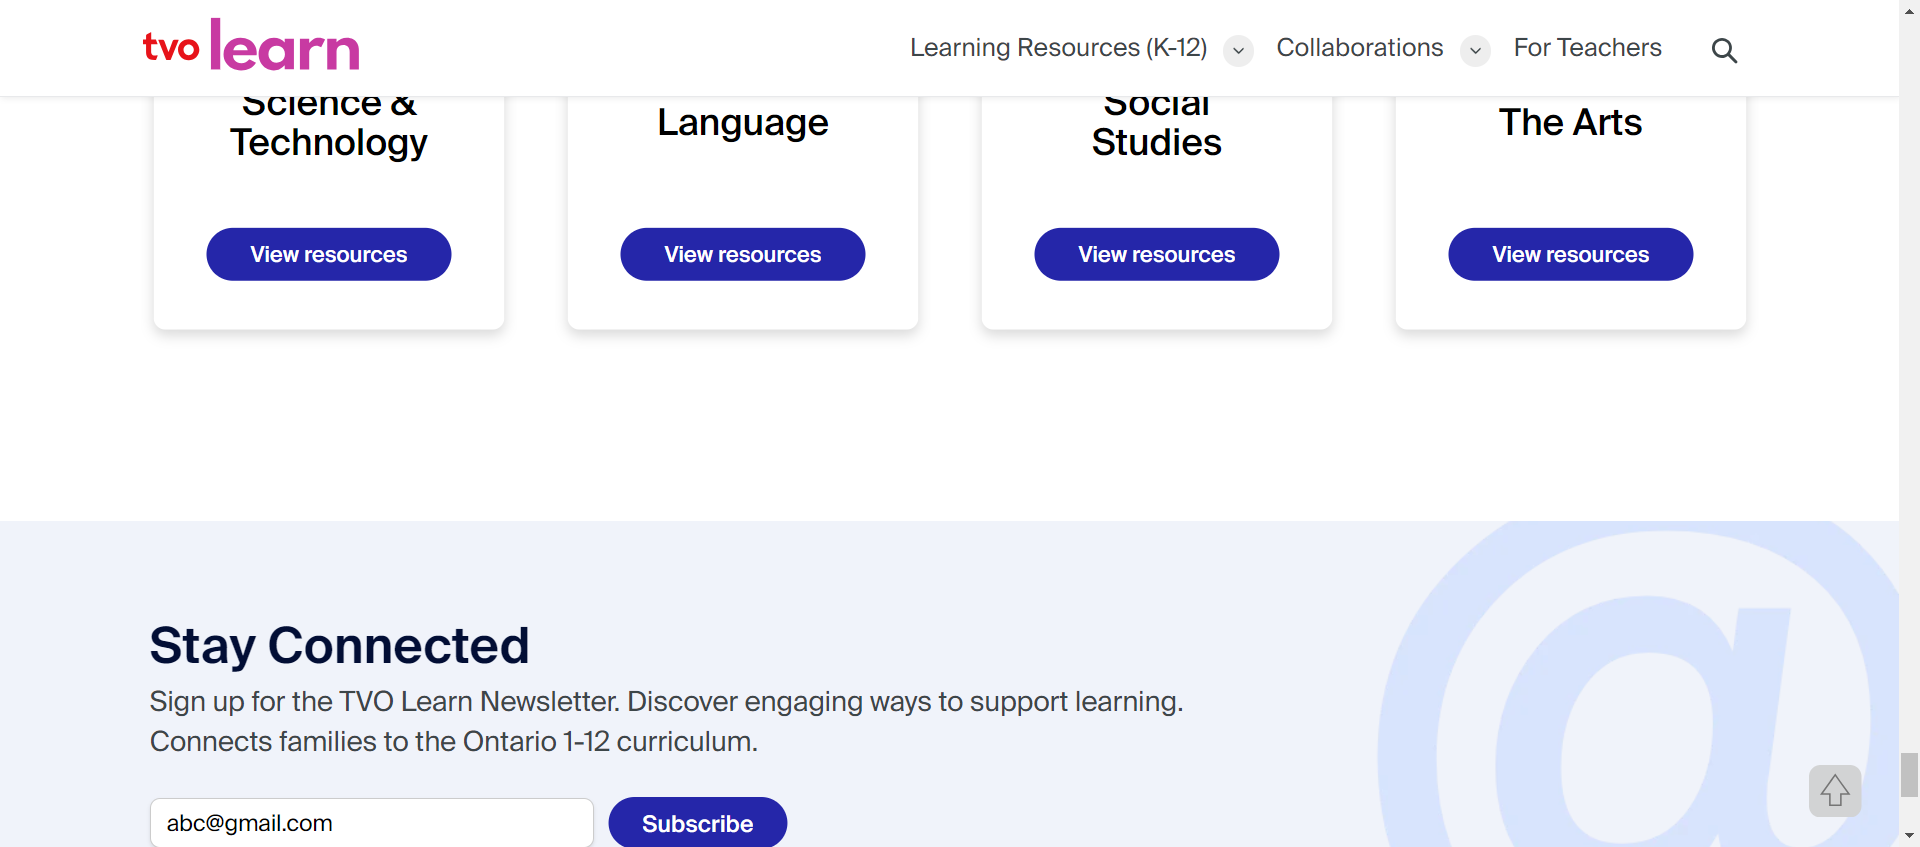 tvo learn
Learning Resources (K-12) Collaborations For Teachers
Science &
Technology
Language
Social
Studies
The Arts
View resources View resources View resources View resources
@
Stay Connected
Sign up for the TVO Learn Newsletter. Discover engaging ways to support learning.
Connects families to the Ontario 1-12 curriculum.
abc@gmail.com Subscribe